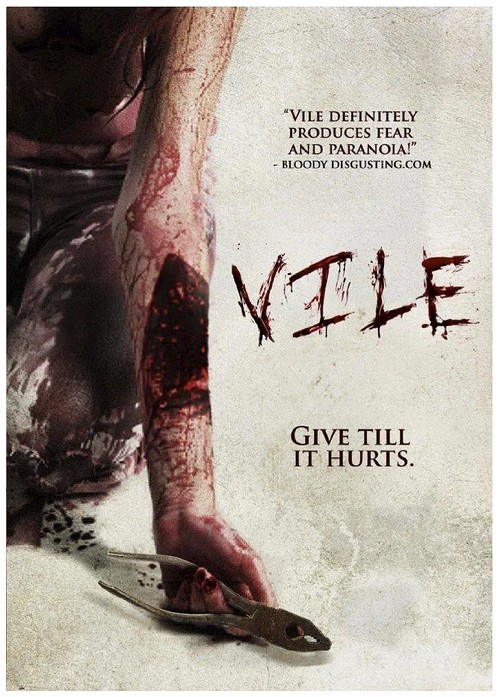 “VILE DEFINITELY
PRODUCES FEAR
AND PARANOIA!”
- BLOODY DISGUSTING.COM
VILE
GIVE TILL
IT HURTS.